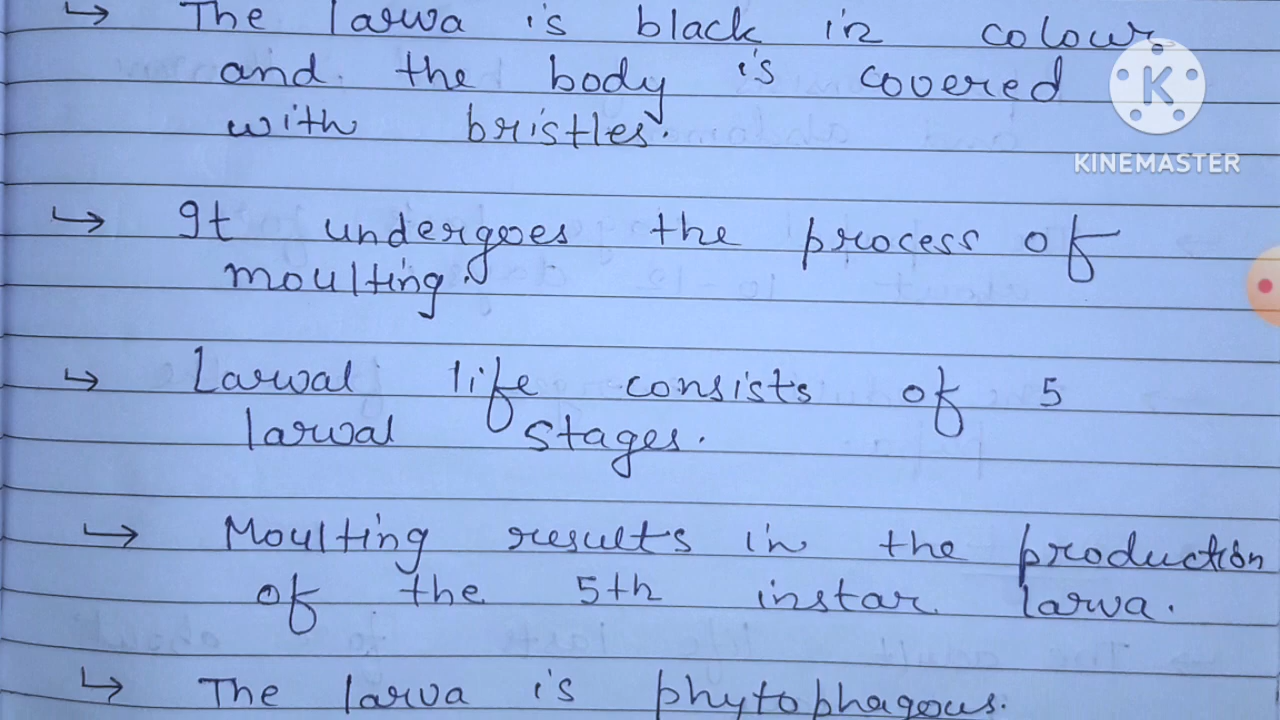 ↳ The larva is black in colour
and the body is covered
with bristles.
KINEMASTER
↳ It undergoes the process of
moulting.
↳ Larval life consists of 5
larval stages.
↳ Moulting results in the production
of the 5th instar larva.
↳ The larva is phytophagous.